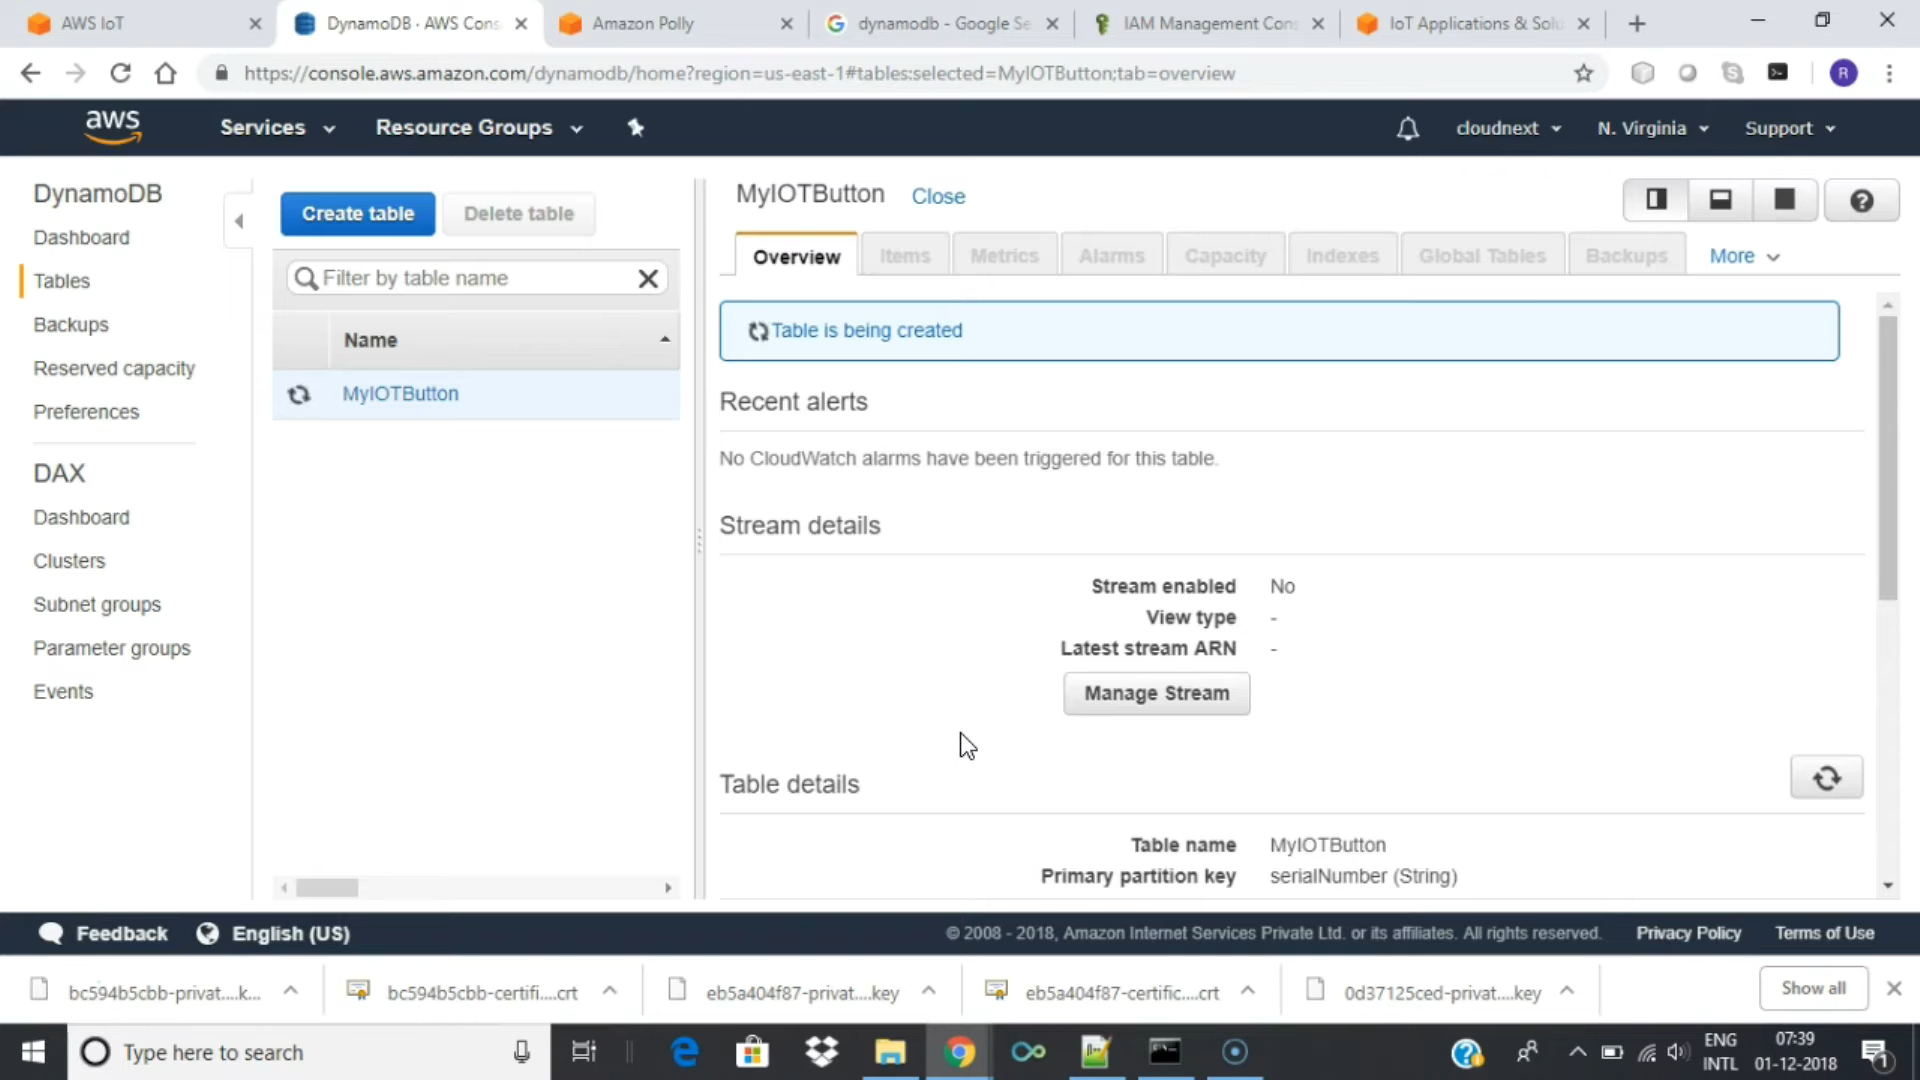 AWS IoT
DynamoDB · AWS Cons
Amazon Polly
dynamodb - Google Se
IAM Management Cons
IoT Applications & Solu
https://console.aws.amazon.com/dynamodb/home?region=us-east-1#tables:selected=MyIOTButton;tab=overview
R
aws
Services
Resource Groups
cloudnext
N. Virginia
Support
DynamoDB
Dashboard
Tables
Backups
Reserved capacity
Preferences
DAX
Dashboard
Clusters
Subnet groups
Parameter groups
Events
Create table
Delete table
Filter by table name
Name
MyIOTButton
MyIOTButton
Close
Overview
Items
Metrics
Alarms
Capacity
Indexes
Global Tables
Backups
More
Table is being created
Recent alerts
No CloudWatch alarms have been triggered for this table.
Stream details
Stream enabled No
View type -
Latest stream ARN -
Manage Stream
Table details
Table name MyIOTButton
Primary partition key serialNumber (String)
Feedback
English (US)
© 2008 - 2018, Amazon Internet Services Private Ltd. or its affiliates. All rights reserved.
Privacy Policy
Terms of Use
bc594b5cbb-privat....k...
bc594b5cbb-certifi....crt
eb5a404f87-privat....key
eb5a404f87-certific....crt
0d37125ced-privat....key
Show all
Type here to search
ENG
INTL
07:39
01-12-2018
1